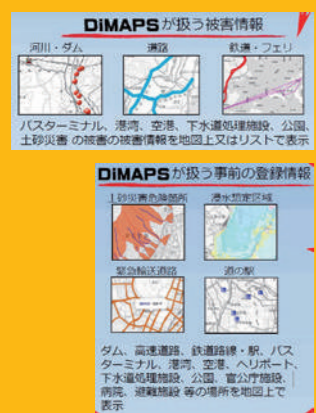 DiMAPSが扱う被害情報
河川・ダム 道路 鉄道・フェリ
バスターミナル、港湾、空港、下水道処理施設、公園、
土砂災害 の被害の被害情報を地図上又はリストで表示
DiMAPSが扱う事前の登録情報
土砂災害危険箇所 浸水想定区域
緊急輸送道路 道の駅
ダム、高速道路、鉄道路線・駅、バス
ターミナル、港湾、空港、ヘリポート、
下水道処理施設、公園、官公庁施設、
病院、避難施設 等の場所を地図上で
表示